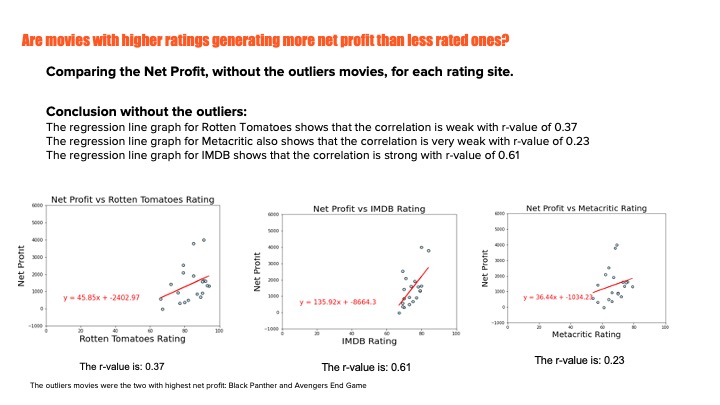 Are movies with higher ratings generating more net profit than less rated ones?
Comparing the Net Profit, without the outliers movies, for each rating site.
Conclusion without the outliers:
The regression line graph for Rotten Tomatoes shows that the correlation is weak with r-value of 0.37
The regression line graph for Metacritic also shows that the correlation is very weak with r-value of 0.23
The regression line graph for IMDB shows that the correlation is strong with r-value of 0.61
Net Profit vs Rotten Tomatoes Rating
6000
5000
4000
3000
2000
1000
0
-1000
Net Profit
y = 45.85x + -2402.97
0 20 40 60 80 100
Rotten Tomatoes Rating
The r-value is: 0.37
Net Profit vs IMDB Rating
6000
5000
4000
3000
2000
1000
0
-1000
Net Profit
y = 135.92x + -8664.3
0 20 40 60 80 100
IMDB Rating
The r-value is: 0.61
Net Profit vs Metacritic Rating
6000
5000
4000
3000
2000
1000
0
-1000
Net Profit
y = 36.44x + -1034.23
0 20 40 60 80 100
Metacritic Rating
The r-value is: 0.23
The outliers movies were the two with highest net profit: Black Panther and Avengers End Game